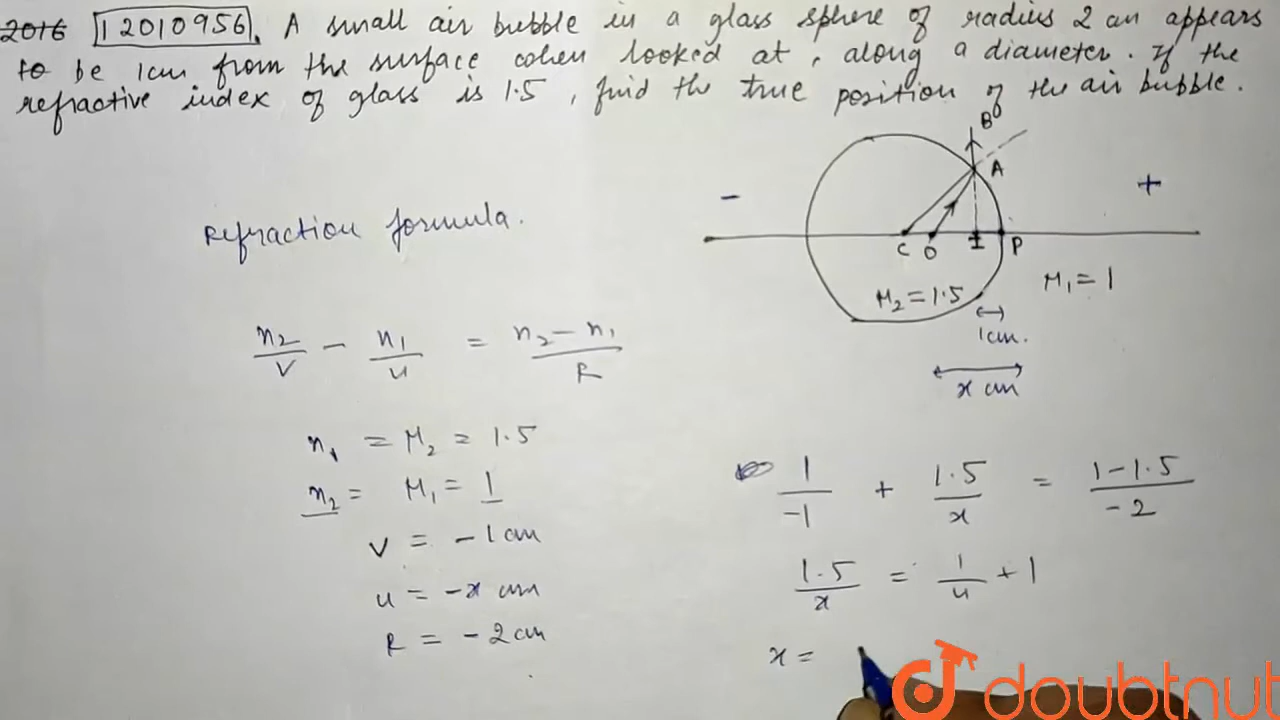 2016 12010956. A small air bubble in a glass sphere of radius 2 cm appears
to be 1cm from the surface when looked at, along a diameter. If the
refractive index of glass is 1.5, find the true position of the air bubble.
B
A
- +
Refraction formula.
C O I P
M₂ = 1.5 M₁ = 1
1cm.
x cm
n₂/V - n₁/u = n₂ - n₁/R
n₁ = M₂ = 1.5
n₂ = M₁ = 1
V = -1 cm
u = -x cm
R = -2 cm
1/-1 + 1.5/x = 1-1.5/-2
1.5/x = 1/4 + 1
x =
doubtnut